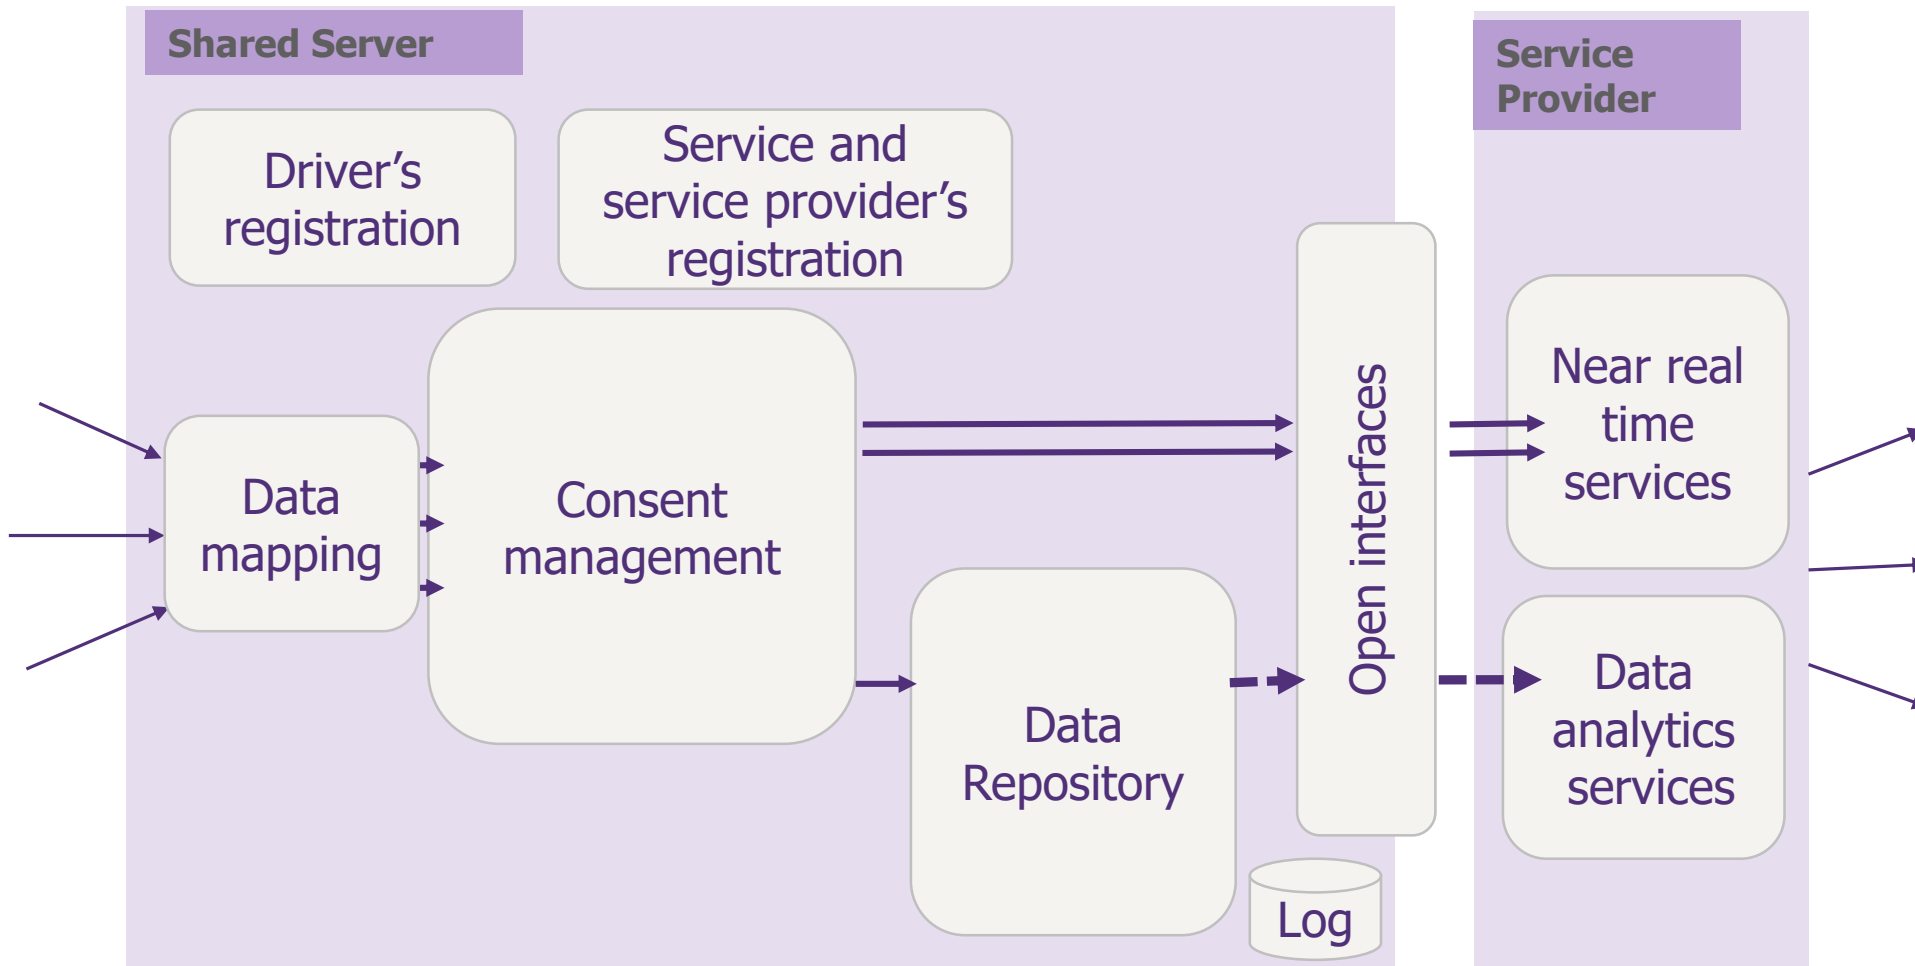 Shared Server
Service
Provider
Driver’s
registration
Service and
service provider’s
registration
Data
mapping
Consent
management
Data
Repository
Open interfaces
Log
Near real
time
services
Data
analytics
services